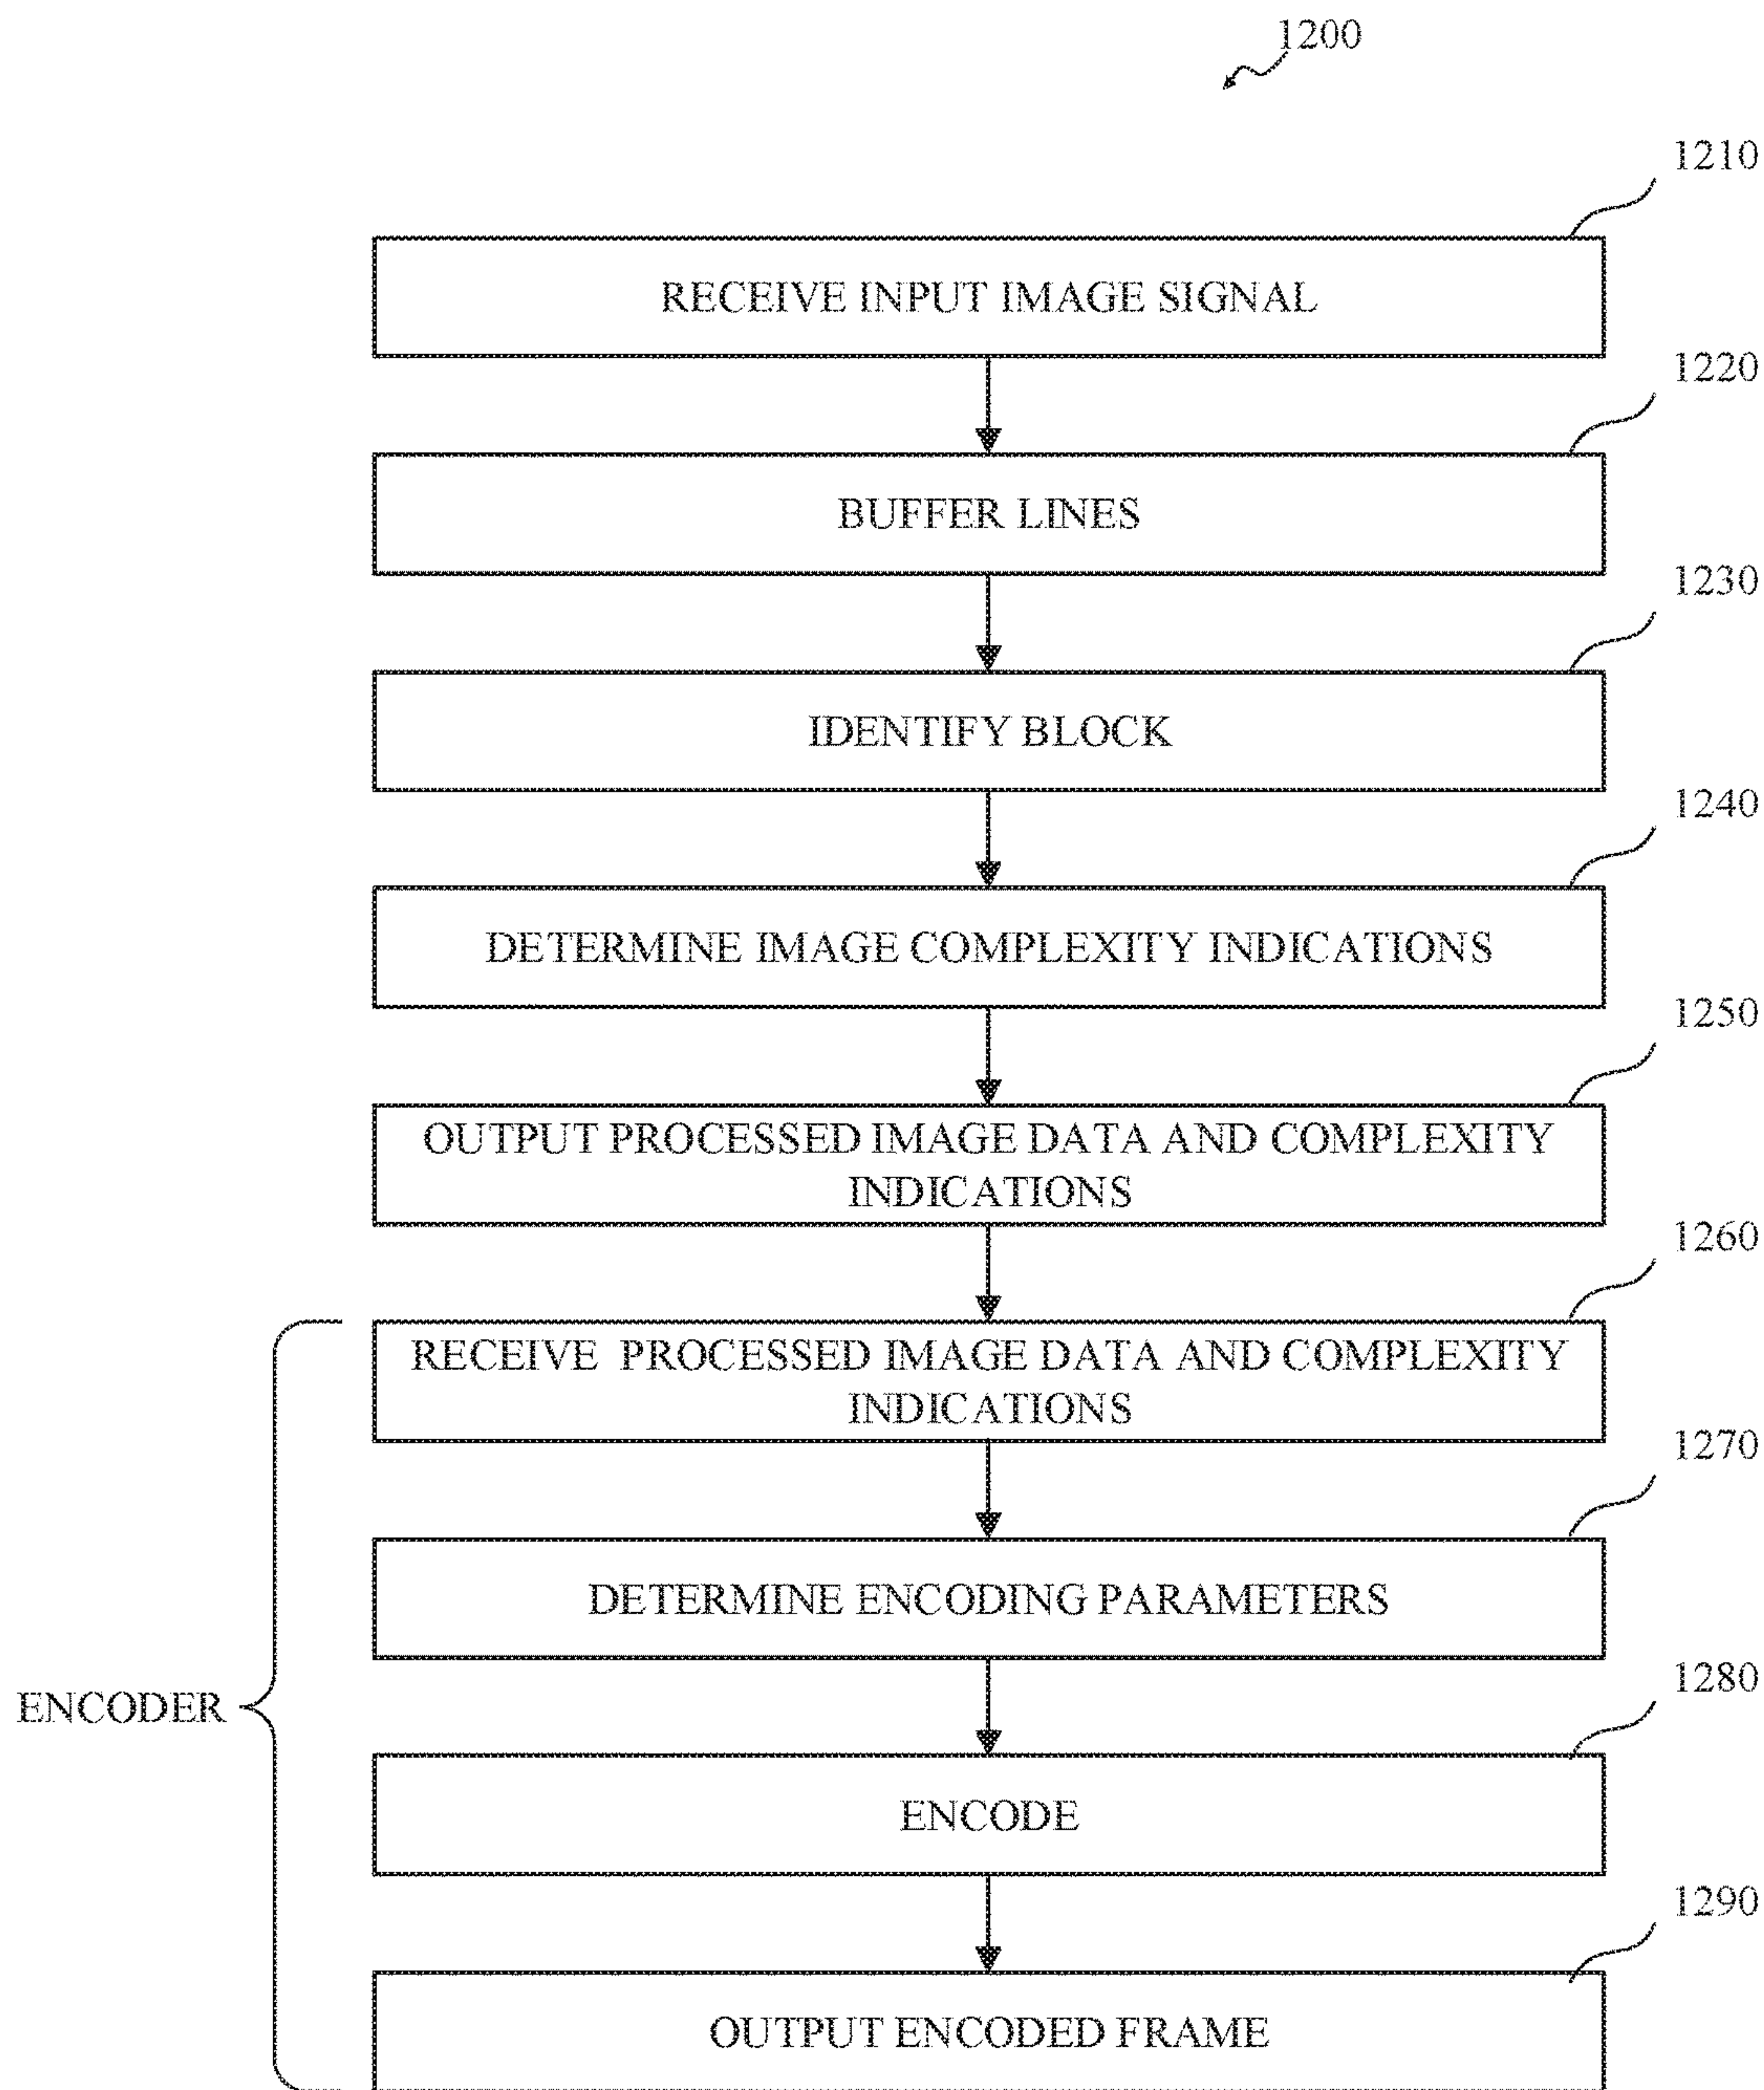 1200
1210
RECEIVE INPUT IMAGE SIGNAL
1220
BUFFER LINES
1230
IDENTIFY BLOCK
1240
DETERMINE IMAGE COMPLEXITY INDICATIONS
1250
OUTPUT PROCESSED IMAGE DATA AND COMPLEXITY
INDICATIONS
1260
RECEIVE PROCESSED IMAGE DATA AND COMPLEXITY
INDICATIONS
1270
DETERMINE ENCODING PARAMETERS
1280
ENCODER
ENCODE
1290
OUTPUT ENCODED FRAME